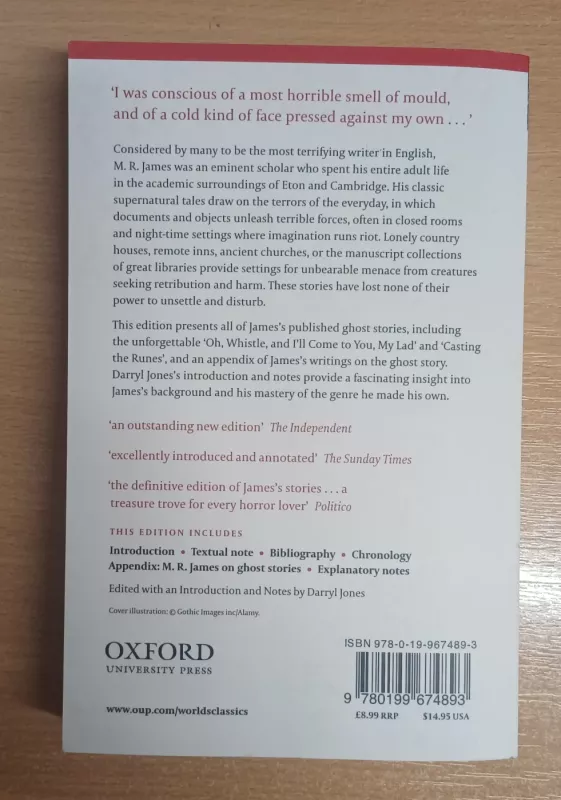 ‘I was conscious of a most horrible smell of mould,
and of a cold kind of face pressed against my own . . . ’
Considered by many to be the most terrifying writer in English,
M. R. James was an eminent scholar who spent his entire adult life
in the academic surroundings of Eton and Cambridge. His classic
supernatural tales draw on the terrors of the everyday, in which
documents and objects unleash terrible forces, often in closed rooms
and night-time settings where imagination runs riot. Lonely country
houses, remote inns, ancient churches, or the manuscript collections
of great libraries provide settings for unbearable menace from creatures
seeking retribution and harm. These stories have lost none of their
power to unsettle and disturb.
This edition presents all of James's published ghost stories, including
the unforgettable ‘Oh, Whistle, and I'll Come to You, My Lad’ and ‘Casting
the Runes’, and an appendix of James's writings on the ghost story.
Darryl Jones's introduction and notes provide a fascinating insight into
James's background and his mastery of the genre he made his own.
‘an outstanding new edition’ The Independent
‘excellently introduced and annotated’ The Sunday Times
‘the definitive edition of James's stories . . . a
treasure trove for every horror lover’ Politico
THIS EDITION INCLUDES
Introduction • Textual note • Bibliography • Chronology
Appendix: M. R. James on ghost stories • Explanatory notes
Edited with an Introduction and Notes by Darryl Jones
Cover illustration: © Gothic Images inc/Alamy.
OXFORD
UNIVERSITY PRESS
www.oup.com/worldsclassics
ISBN 978-0-19-967489-3
9 780199 674893
£8.99 RRP $14.95 USA